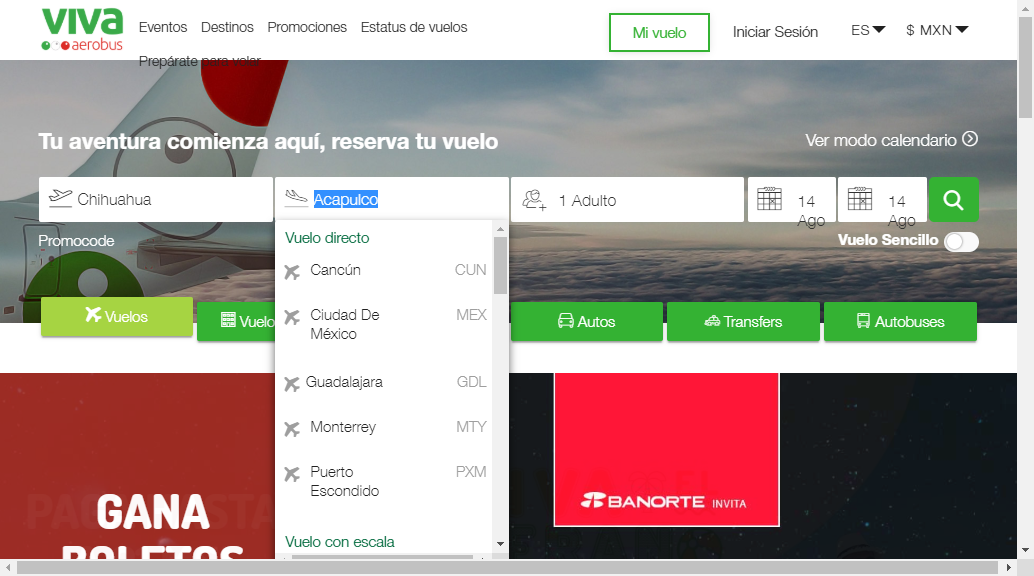 viva
aerobus
Eventos
Destinos
Promociones
Estatus de vuelos
Prepárate para volar
Mi vuelo
Iniciar Sesión
ES
$ MXN
Tu aventura comienza aquí, reserva tu vuelo
Ver modo calendario
Chihuahua
Acapulco
1 Adulto
14
Ago
14
Ago
Promocode
Vuelo Sencillo
Vuelo directo
Cancún CUN
Ciudad De
México
MEX
Guadalajara GDL
Monterrey MTY
Puerto
Escondido
PXM
Vuelo con escala
Vuelos
Vuelo
Autos
Transfers
Autobuses
GANA
BOLETOS
BANORTE INVITA